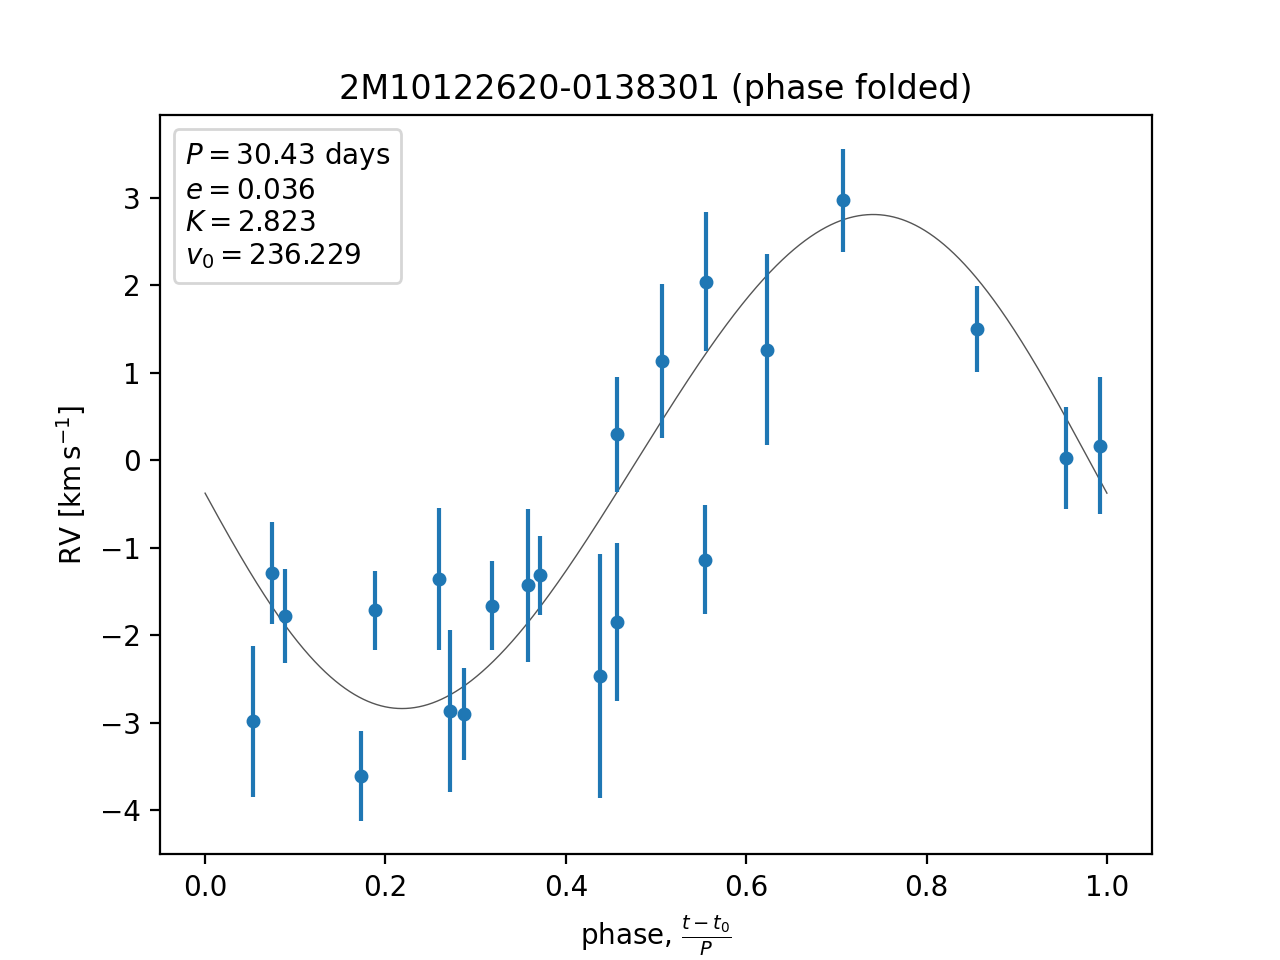 2M10122620-0138301 (phase folded)
P = 30.43 days
e = 0.036
K = 2.823
v₀ = 236.229
3
2
1
0
−1
−2
−3
−4
RV [km s⁻¹]
0.0 0.2 0.4 0.6 0.8 1.0
phase, (t − t₀)/P